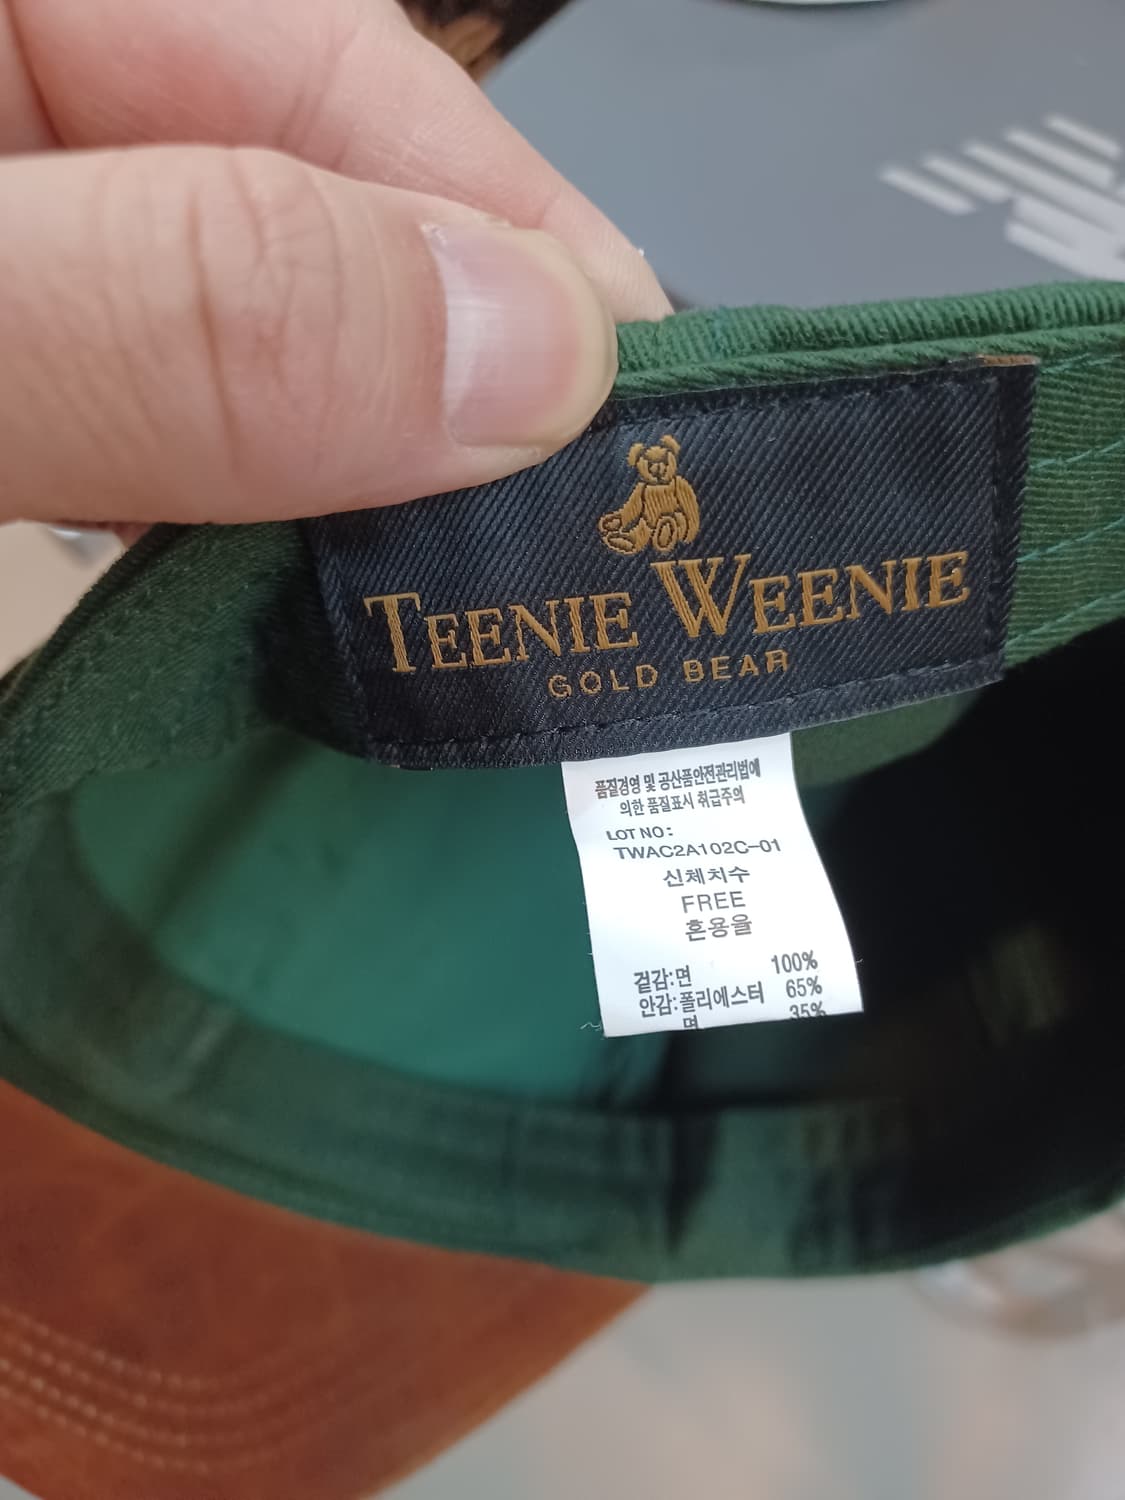 TEENIE WEENIE
GOLD BEAR
품질경영 및 공산품안전관리법에
의한 품질표시 취급주의
LOT NO:
TWAC2A102C-01
신체치수
FREE
혼용율
겉감:면 100%
안감:폴리에스터 65%
면 35%